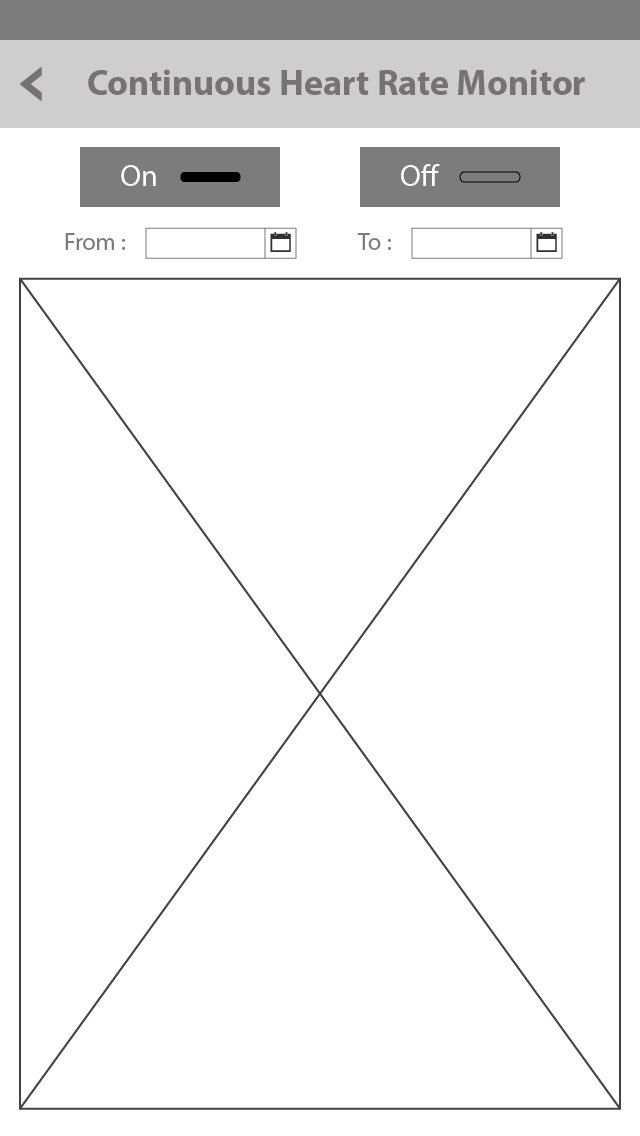 Continuous Heart Rate Monitor
On Off
From : To :